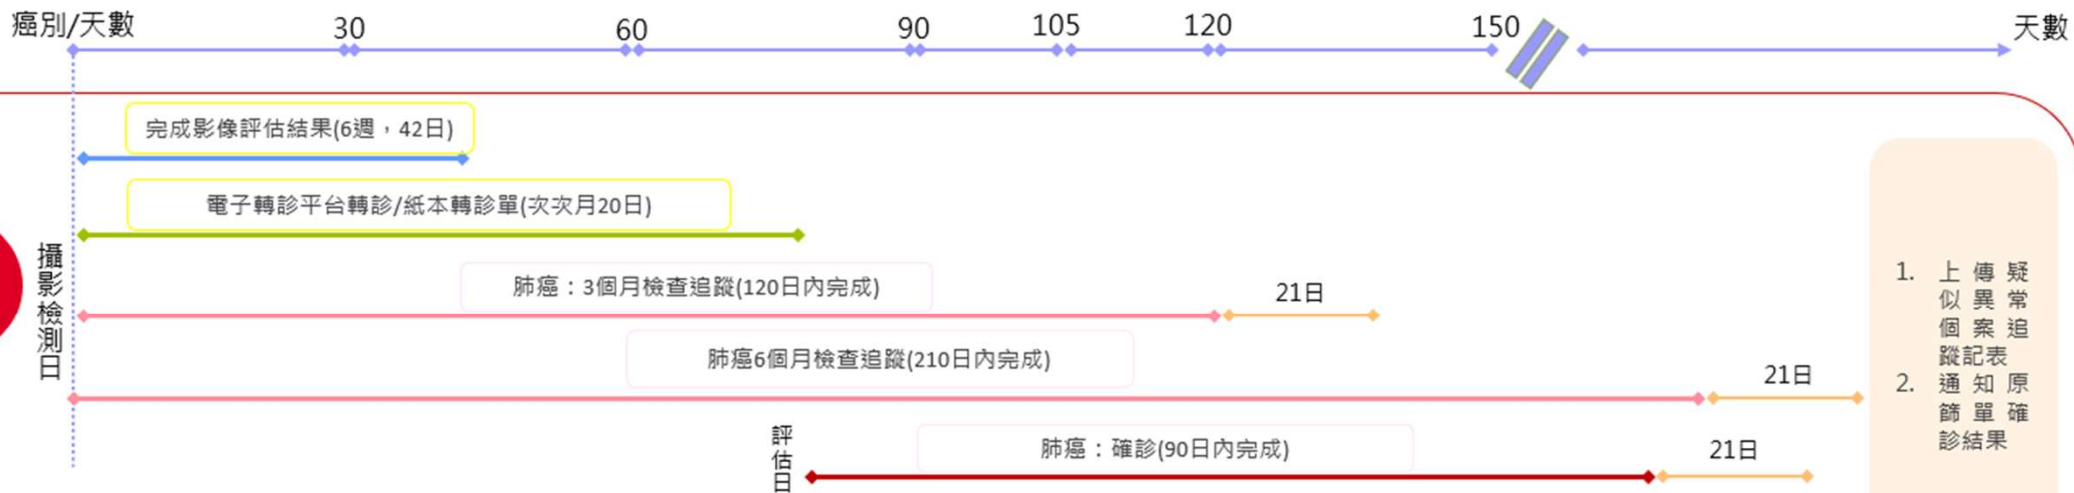 癌別/天數
30
60
90
105
120
150
天數
完成影像評估結果(6週，42日)
電子轉診平台轉診/紙本轉診單(次次月20日)
攝影檢測日
肺癌：3個月檢查追蹤(120日內完成)
21日
肺癌6個月檢查追蹤(210日內完成)
21日
評估日
肺癌：確診(90日內完成)
21日
1. 上傳疑
似異常
個案追
蹤記表
2. 通知原
篩單確
診結果